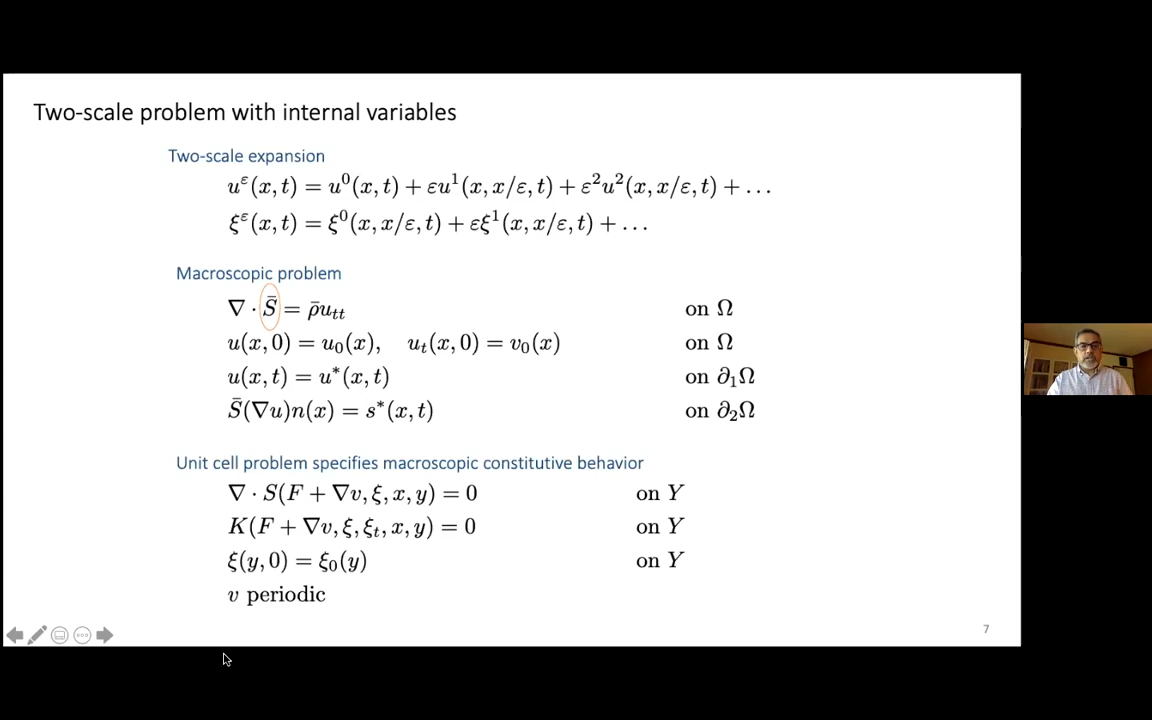 Two-scale problem with internal variables
Two-scale expansion
u^ε(x, t) = u^0(x, t) + εu^1(x, x/ε, t) + ε^2u^2(x, x/ε, t) + ...
ξ^ε(x, t) = ξ^0(x, x/ε, t) + εξ^1(x, x/ε, t) + ...
Macroscopic problem
∇ · S̄ = ρ̄u_tt on Ω
u(x, 0) = u_0(x), u_t(x, 0) = v_0(x) on Ω
u(x, t) = u*(x, t) on ∂_1Ω
S̄(∇u)n(x) = s*(x, t) on ∂_2Ω
Unit cell problem specifies macroscopic constitutive behavior
∇ · S(F + ∇v, ξ, x, y) = 0 on Y
K(F + ∇v, ξ, ξ_t, x, y) = 0 on Y
ξ(y, 0) = ξ_0(y) on Y
v periodic
7